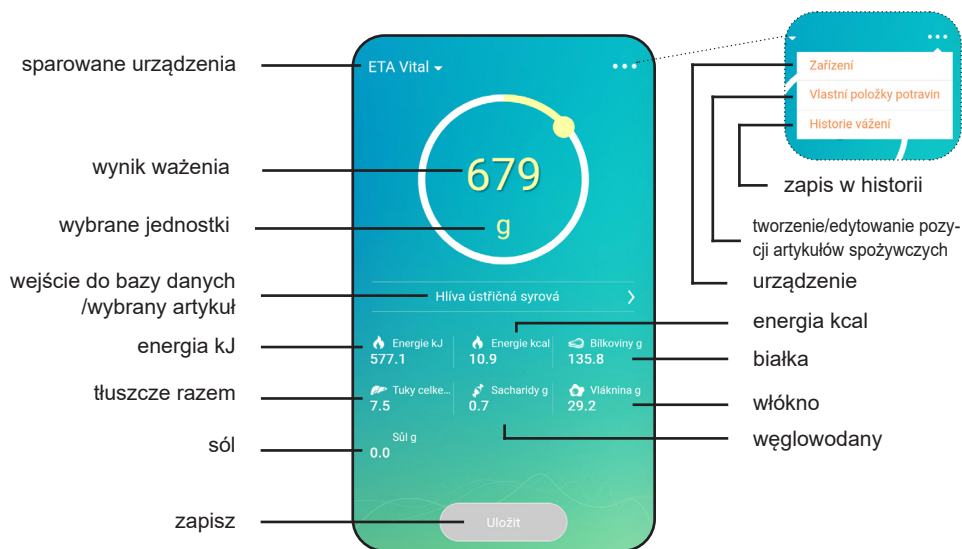 sparowane urządzenia
wynik ważenia
wybrane jednostki
wejście do bazy danych
/wybrany artykuł
energia kJ
tłuszcze razem
sól
zapisz
ETA Vital
679
g
Hlíva ústřičná syrová
Energie kJ
577.1
Energie kcal
10.9
Bílkoviny g
135.8
Tuky celke...
7.5
Sacharidy g
0.7
Vláknina g
29.2
Sůl g
0.0
Uložit
Zařízení
Vlastní položky potravin
Historie vážení
zapis w historii
tworzenie/edytowanie pozy-
cji artykułów spożywczych
urządzenie
energia kcal
białka
włókno
węglowodany